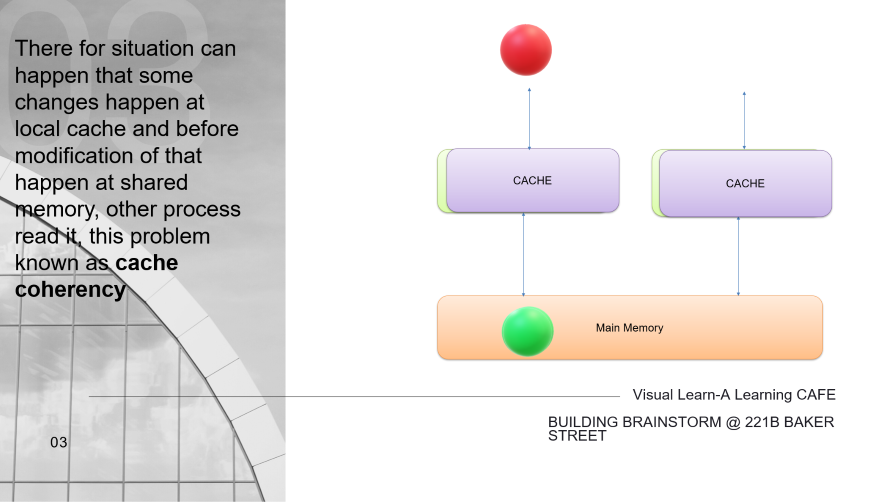 03
There for situation can
happen that some
changes happen at
local cache and before
modification of that
happen at shared
memory, other process
read it, this problem
known as cache
coherency
CACHE
CACHE
Main Memory
Visual Learn-A Learning CAFE
BUILDING BRAINSTORM @ 221B BAKER
STREET
03